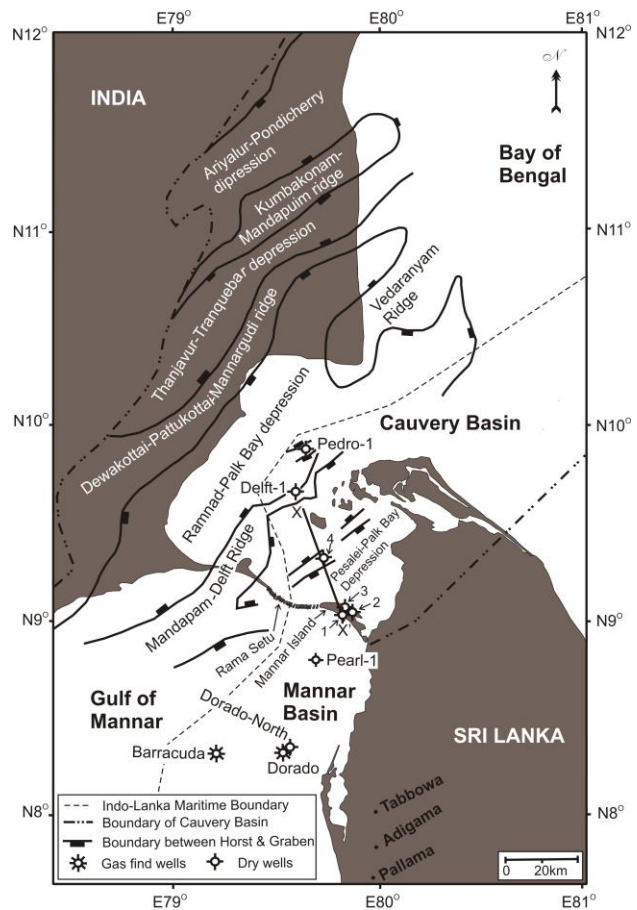 E79°
E80°
E81°
N12°
N12°
INDIA
N
Bay of
Bengal
Ariyalur-Pondicherry
dipression
Kumbakonam-
Mandapuim ridge
N11°
N11°
Thanjavur-Tranquebar depression
Vedaranyam
Ridge
Dewakottai-Pattukottai-Mannargudi ridge
N10°
N10°
Cauvery Basin
Ramnad-Palk Bay depression
Pedro-1
Delft-1
X
4
Pesalei-Palk Bay
Depression
Mandapam-Delft Ridge
3
2
N9°
N9°
1
X'
Rama Setu
Mannar Island
Pearl-1
Gulf of
Mannar
Mannar
Basin
Dorado-North
SRI LANKA
Barracuda
Dorado
Tabbowa
N8°
N8°
Adigama
Pallama
Indo-Lanka Maritime Boundary
Boundary of Cauvery Basin
Boundary between Horst & Graben
Gas find wells
Dry wells
0 20km
E79°
E80°
E81°